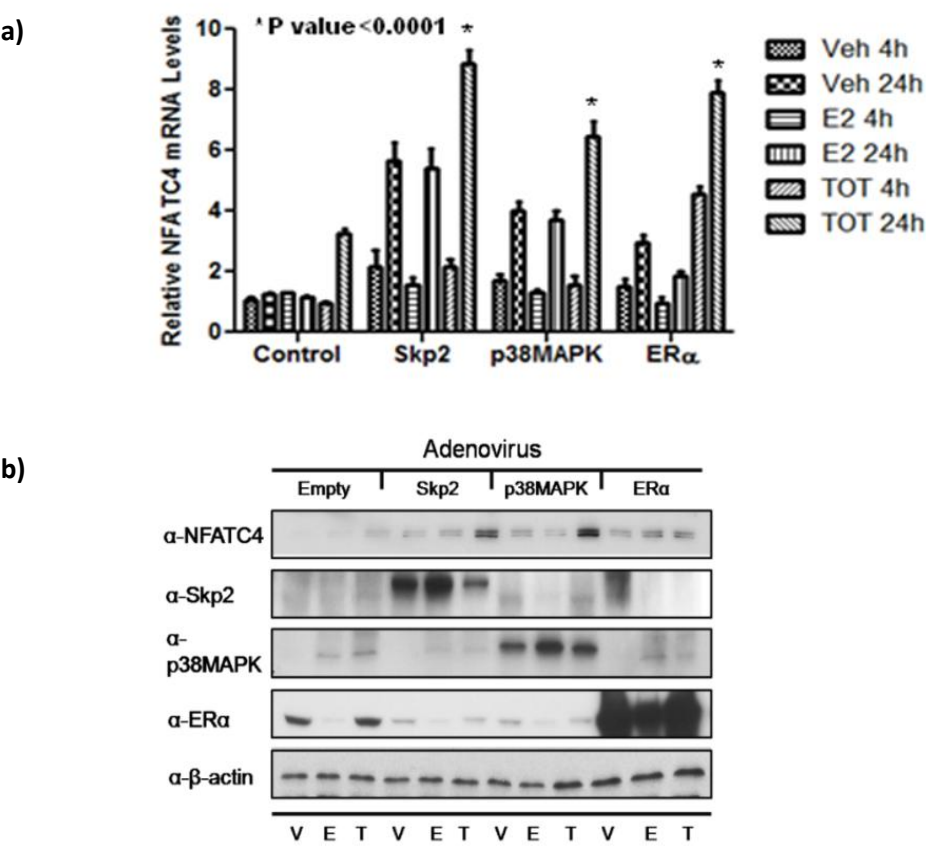 a)
*P value<0.0001
*
*
*
Relative NFATC4 mRNA Levels
10
8
6
4
2
0
Control Skp2 p38MAPK ERα
Veh 4h
Veh 24h
E2 4h
E2 24h
TOT 4h
TOT 24h
b)
Adenovirus
Empty Skp2 p38MAPK ERα
α-NFATC4
α-Skp2
α-
p38MAPK
α-ERα
α-β-actin
V E T V E T V E T V E T